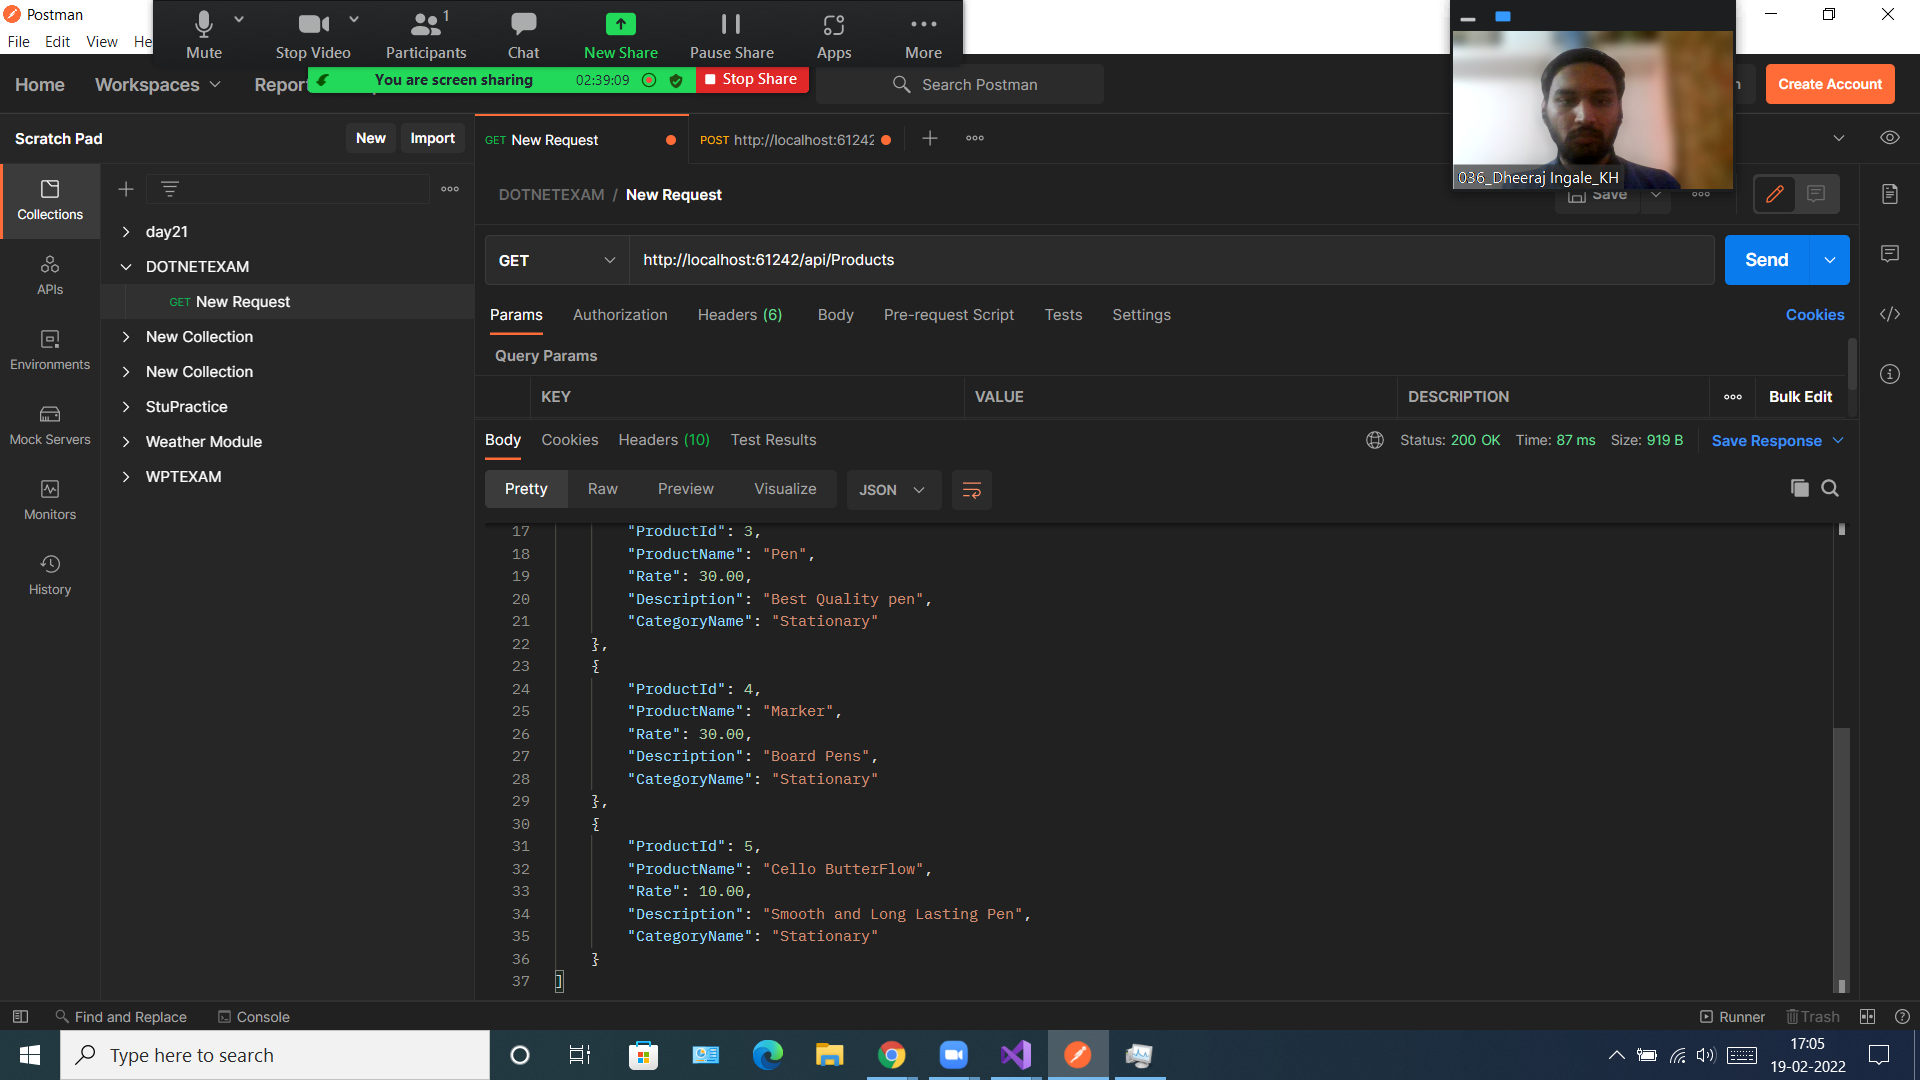 Postman
File Edit View He
Mute Stop Video Participants 1 Chat New Share Pause Share Apps More
You are screen sharing 02:39:09 Stop Share
Home Workspaces Repor Search Postman Create Account
Scratch Pad New Import
GET New Request POST http://localhost:61242
036_Dheeraj Ingale_KH
DOTNETEXAM / New Request Save
Collections
APIs
Environments
Mock Servers
Monitors
History
day21
DOTNETEXAM
GET New Request
New Collection
New Collection
StuPractice
Weather Module
WPTEXAM
GET http://localhost:61242/api/Products Send
Params Authorization Headers (6) Body Pre-request Script Tests Settings Cookies
Query Params
KEY VALUE DESCRIPTION Bulk Edit
Body Cookies Headers (10) Test Results Status: 200 OK Time: 87 ms Size: 919 B Save Response
Pretty Raw Preview Visualize JSON
17 "ProductId": 3,
18 "ProductName": "Pen",
19 "Rate": 30.00,
20 "Description": "Best Quality pen",
21 "CategoryName": "Stationary"
22 },
23 {
24 "ProductId": 4,
25 "ProductName": "Marker",
26 "Rate": 30.00,
27 "Description": "Board Pens",
28 "CategoryName": "Stationary"
29 },
30 {
31 "ProductId": 5,
32 "ProductName": "Cello ButterFlow",
33 "Rate": 10.00,
34 "Description": "Smooth and Long Lasting Pen",
35 "CategoryName": "Stationary"
36 }
37 ]
Find and Replace Console Runner Trash
Type here to search
17:05
19-02-2022